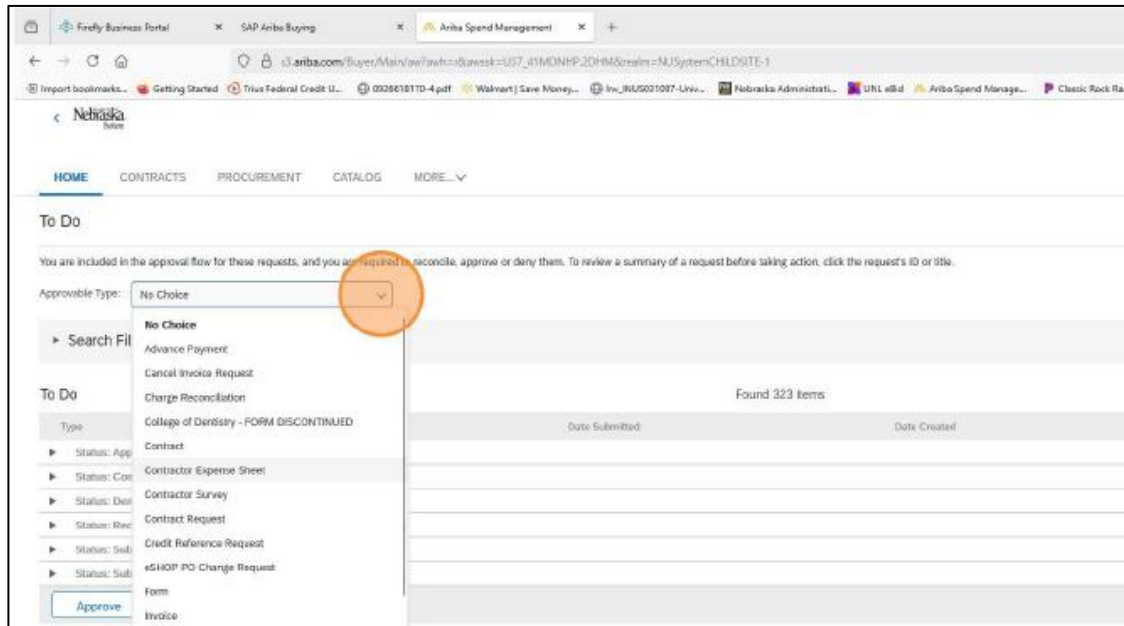 Firefly Business Portal
SAP Ariba Buying
Ariba Spend Management
s3.ariba.com/Buyer/Main/
Import bookmarks...
Getting Started
Trius Federal Credit U...
Walmart | Save Money...
Nebraska Administrati...
UNL eBid
Ariba Spend Manage...
Classic Rock Ra
Nebraska
HOME
CONTRACTS
PROCUREMENT
CATALOG
MORE...
To Do
You are included in the approval flow for these requests, and you are required to reconcile, approve or deny them. To review a summary of a request before taking action, click the request's ID or title.
Approvable Type:
No Choice
No Choice
Search Fil
Advance Payment
Cancel Invoice Request
To Do
Charge Reconciliation
Found 323 items
College of Dentistry - FORM DISCONTINUED
Type
Date Submitted
Date Created
Contract
Status: App
Contractor Expense Sheet
Status: Con
Contractor Survey
Status: Den
Contract Request
Status: Rec
Credit Reference Request
Status: Sub
eSHOP PO Change Request
Status: Sub
Form
Approve
Invoice